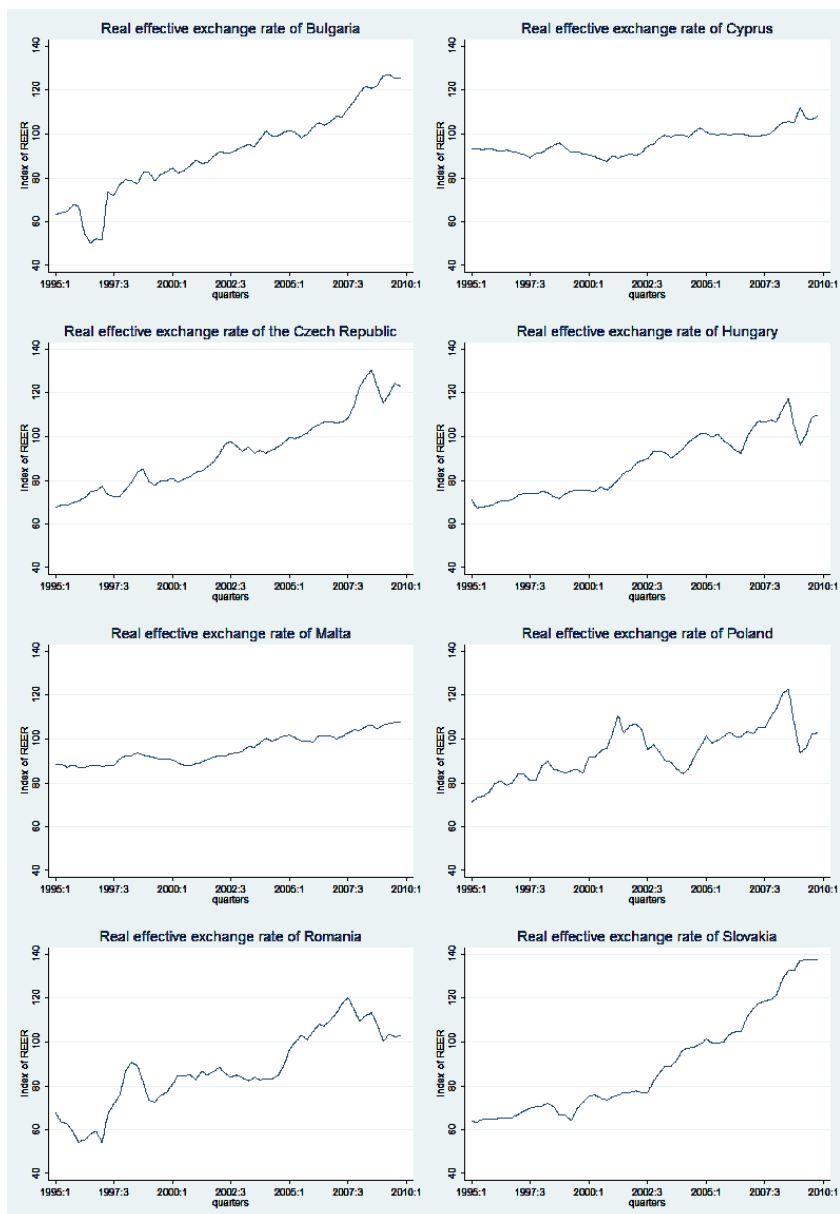 Real effective exchange rate of Bulgaria
Index of REER
140
120
100
80
60
40
1995:1 1997:3 2000:1 2002:3 2005:1 2007:3 2010:1
quarters
Real effective exchange rate of Cyprus
Index of REER
140
120
100
80
60
40
1995:1 1997:3 2000:1 2002:3 2005:1 2007:3 2010:1
quarters
Real effective exchange rate of the Czech Republic
Index of REER
140
120
100
80
60
40
1995:1 1997:3 2000:1 2002:3 2005:1 2007:3 2010:1
quarters
Real effective exchange rate of Hungary
Index of REER
140
120
100
80
60
40
1995:1 1997:3 2000:1 2002:3 2005:1 2007:3 2010:1
quarters
Real effective exchange rate of Malta
Index of REER
140
120
100
80
60
40
1995:1 1997:3 2000:1 2002:3 2005:1 2007:3 2010:1
quarters
Real effective exchange rate of Poland
Index of REER
140
120
100
80
60
40
1995:1 1997:3 2000:1 2002:3 2005:1 2007:3 2010:1
quarters
Real effective exchange rate of Romania
Index of REER
140
120
100
80
60
40
1995:1 1997:3 2000:1 2002:3 2005:1 2007:3 2010:1
quarters
Real effective exchange rate of Slovakia
Index of REER
140
120
100
80
60
40
1995:1 1997:3 2000:1 2002:3 2005:1 2007:3 2010:1
quarters